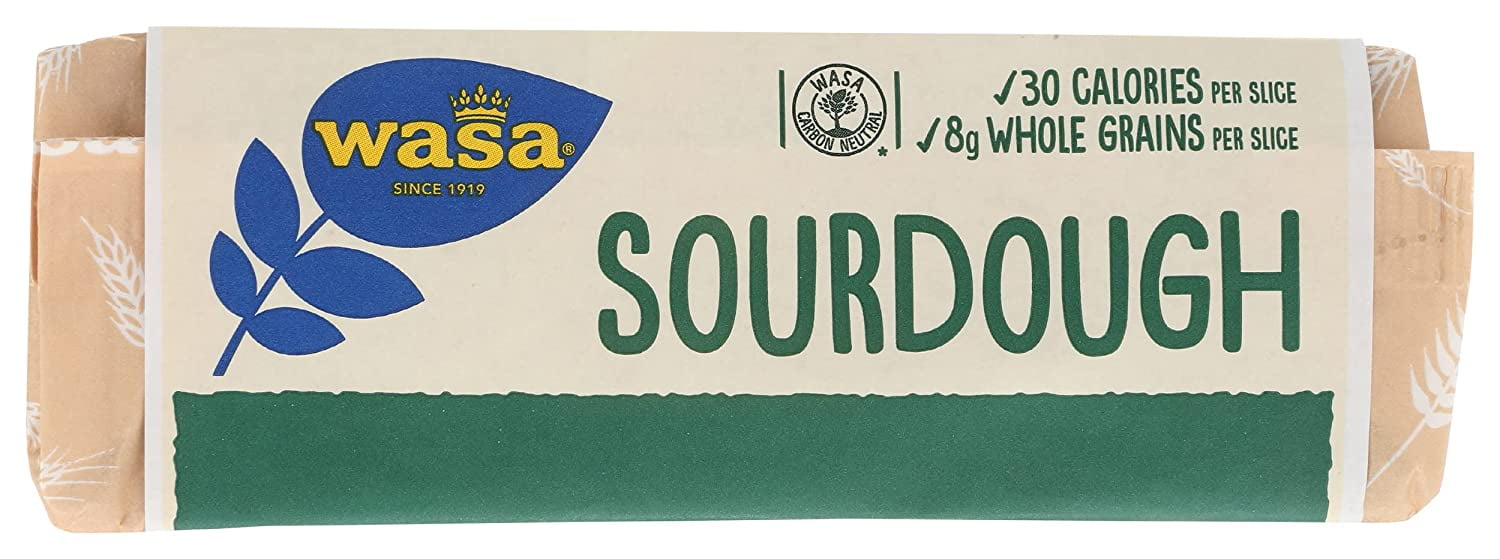 wasa®
SINCE 1919
WASA
CARBON NEUTRAL
*
✓30 CALORIES PER SLICE
✓8g WHOLE GRAINS PER SLICE
SOURDOUGH